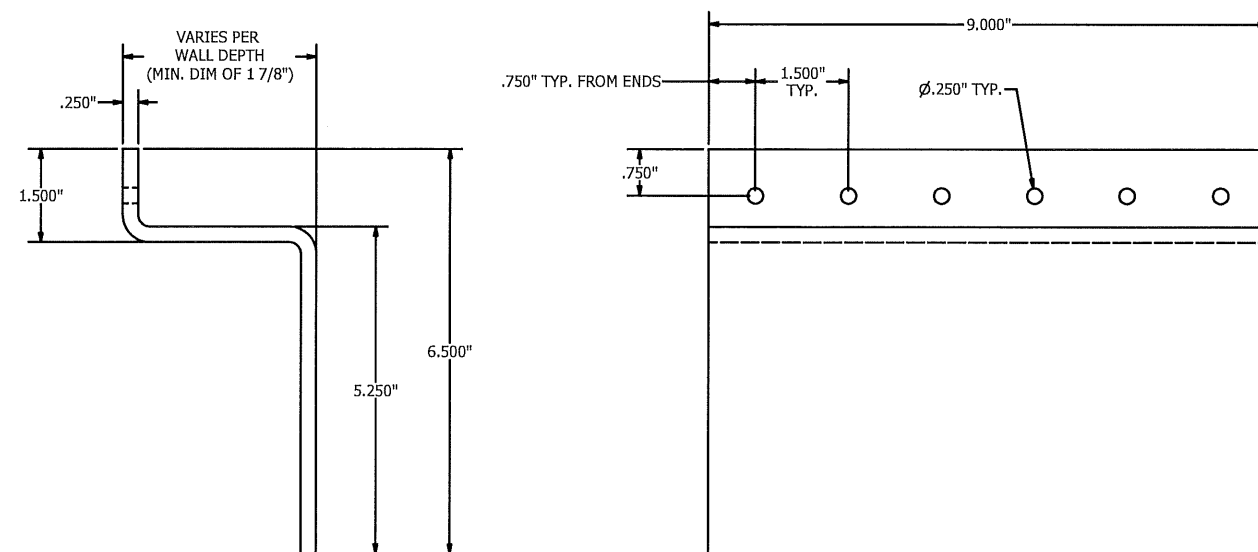 VARIES PER
WALL DEPTH
(MIN. DIM OF 1 7/8")
.250"
1.500"
5.250"
6.500"
9.000"
.750" TYP. FROM ENDS
1.500"
TYP.
Ø.250" TYP.
.750"